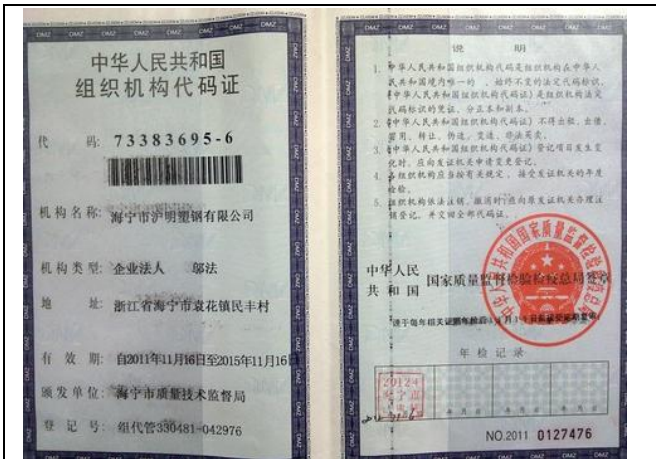 中华人民共和国
组织机构代码证
代 码: 73383695-6
机构名称: 海宁市沪明塑钢有限公司
机构类型: 企业法人 邬法
地 址: 浙江省海宁市袁花镇民丰村
有 效 期: 自2011年11月16日至2015年11月16日
颁发单位: 海宁市质量技术监督局
登 记 号: 组代管330481-042976
说 明
1. 中华人民共和国组织机构代码是组织机构在中华人
民共和国境内唯一的、始终不变的法定代码标识,
《中华人民共和国组织机构代码证》是组织机构法定
代码标识的凭证,分正本和副本。
2. 《中华人民共和国组织机构代码证》不得出租、出借、
冒用、转让、伪造、变造、非法买卖。
3. 《中华人民共和国组织机构代码证》登记项目发生变
化时,应向发证机关申请变更登记。
4. 各组织机构应当按有关规定,接受发证机关的年度
检验。
5. 组织机构依法注销、撤消时,应向原发证机关办理注
销登记,并交回全部代码证。
中华人民
共和国 国家质量监督检验检疫总局签章
年检记录
20124
年 月 日 年 月 日 年 月 日
NO.2011 0127476